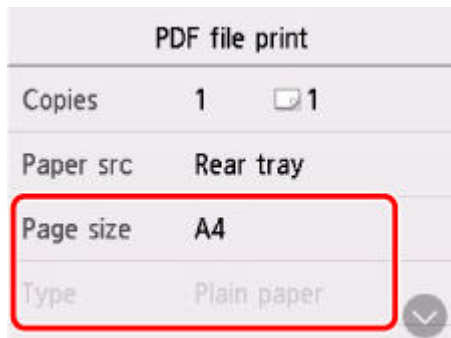 PDF file print
Copies 1 1
Paper src Rear tray
Page size A4
Type Plain paper